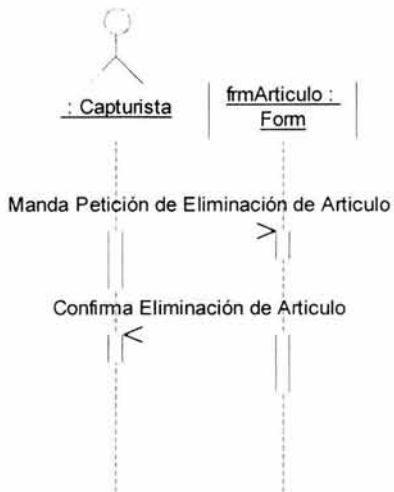 : Capturista
frmArticulo :
Form
Manda Petición de Eliminación de Articulo
Confirma Eliminación de Articulo